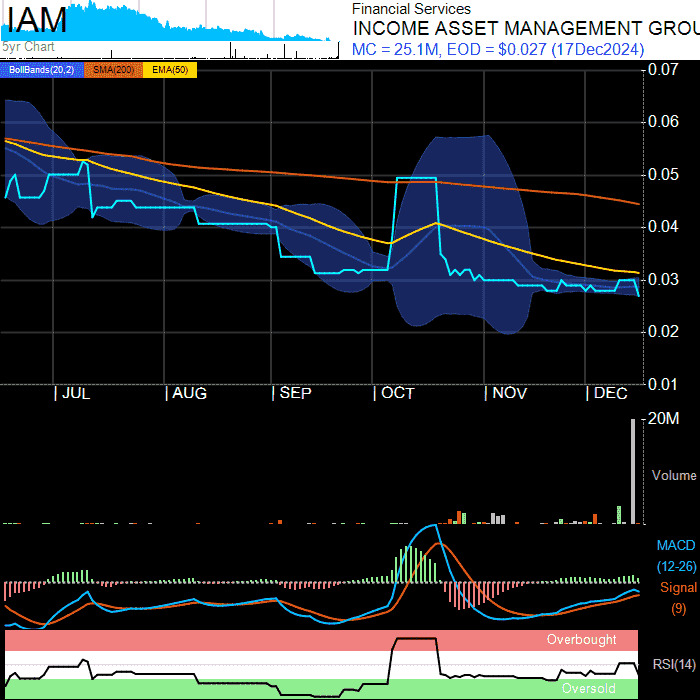 IAM
5yr Chart
Financial Services
INCOME ASSET MANAGEMENT GROU
MC = 25.1M, EOD = $0.027 (17Dec2024)
BollBands(20,2) SMA(200) EMA(50)
0.07
0.06
0.05
0.04
0.03
0.02
0.01
JUL AUG SEP OCT NOV DEC
20M
Volume
MACD
(12-26)
Signal
(9)
Overbought
RSI(14)
Oversold